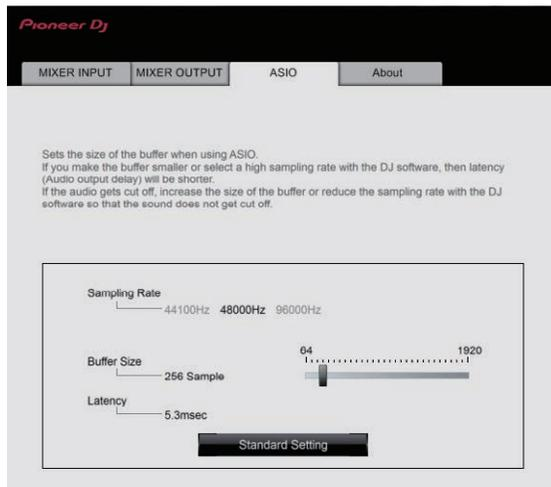 Pioneer Dj
MIXER INPUT MIXER OUTPUT ASIO About
Sets the size of the buffer when using ASIO.
If you make the buffer smaller or select a high sampling rate with the DJ software, then latency
(Audio output delay) will be shorter.
If the audio gets cut off, increase the size of the buffer or reduce the sampling rate with the DJ
software so that the sound does not get cut off.
Sampling Rate
44100Hz 48000Hz 96000Hz
64 1920
Buffer Size
256 Sample
Latency
5.3msec
Standard Setting